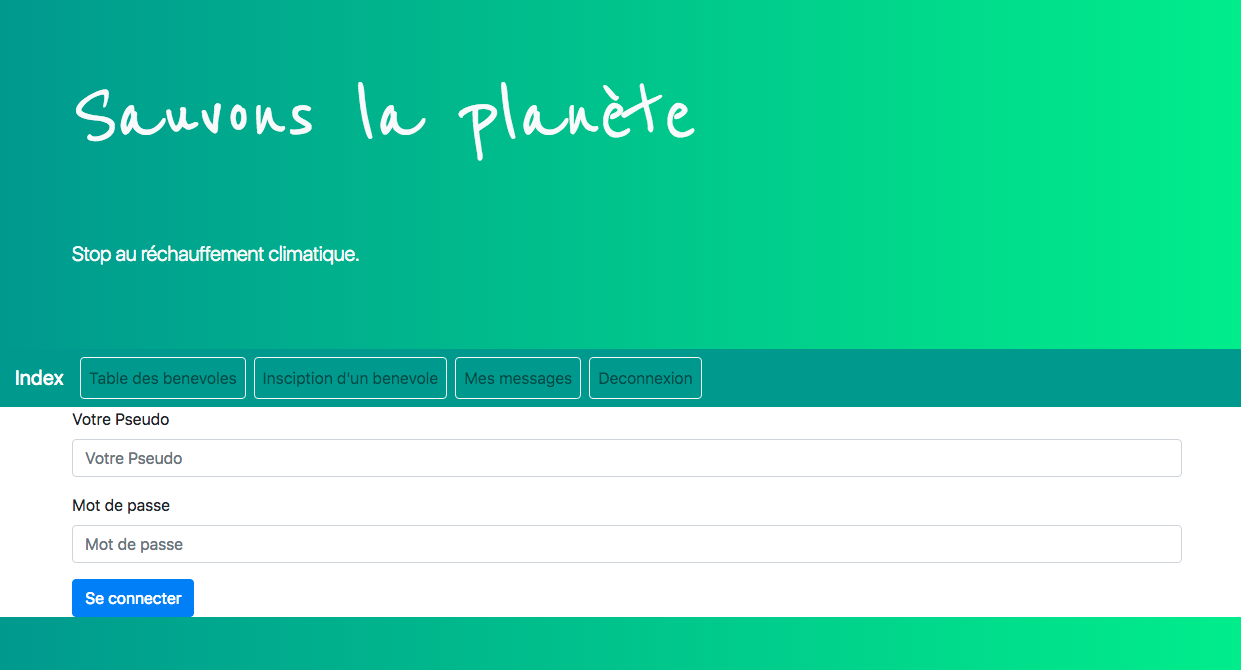 Sauvons la planète
Stop au réchauffement climatique.
Index Table des benevoles Insciption d'un benevole Mes messages Deconnexion
Votre Pseudo
Votre Pseudo
Mot de passe
Mot de passe
Se connecter